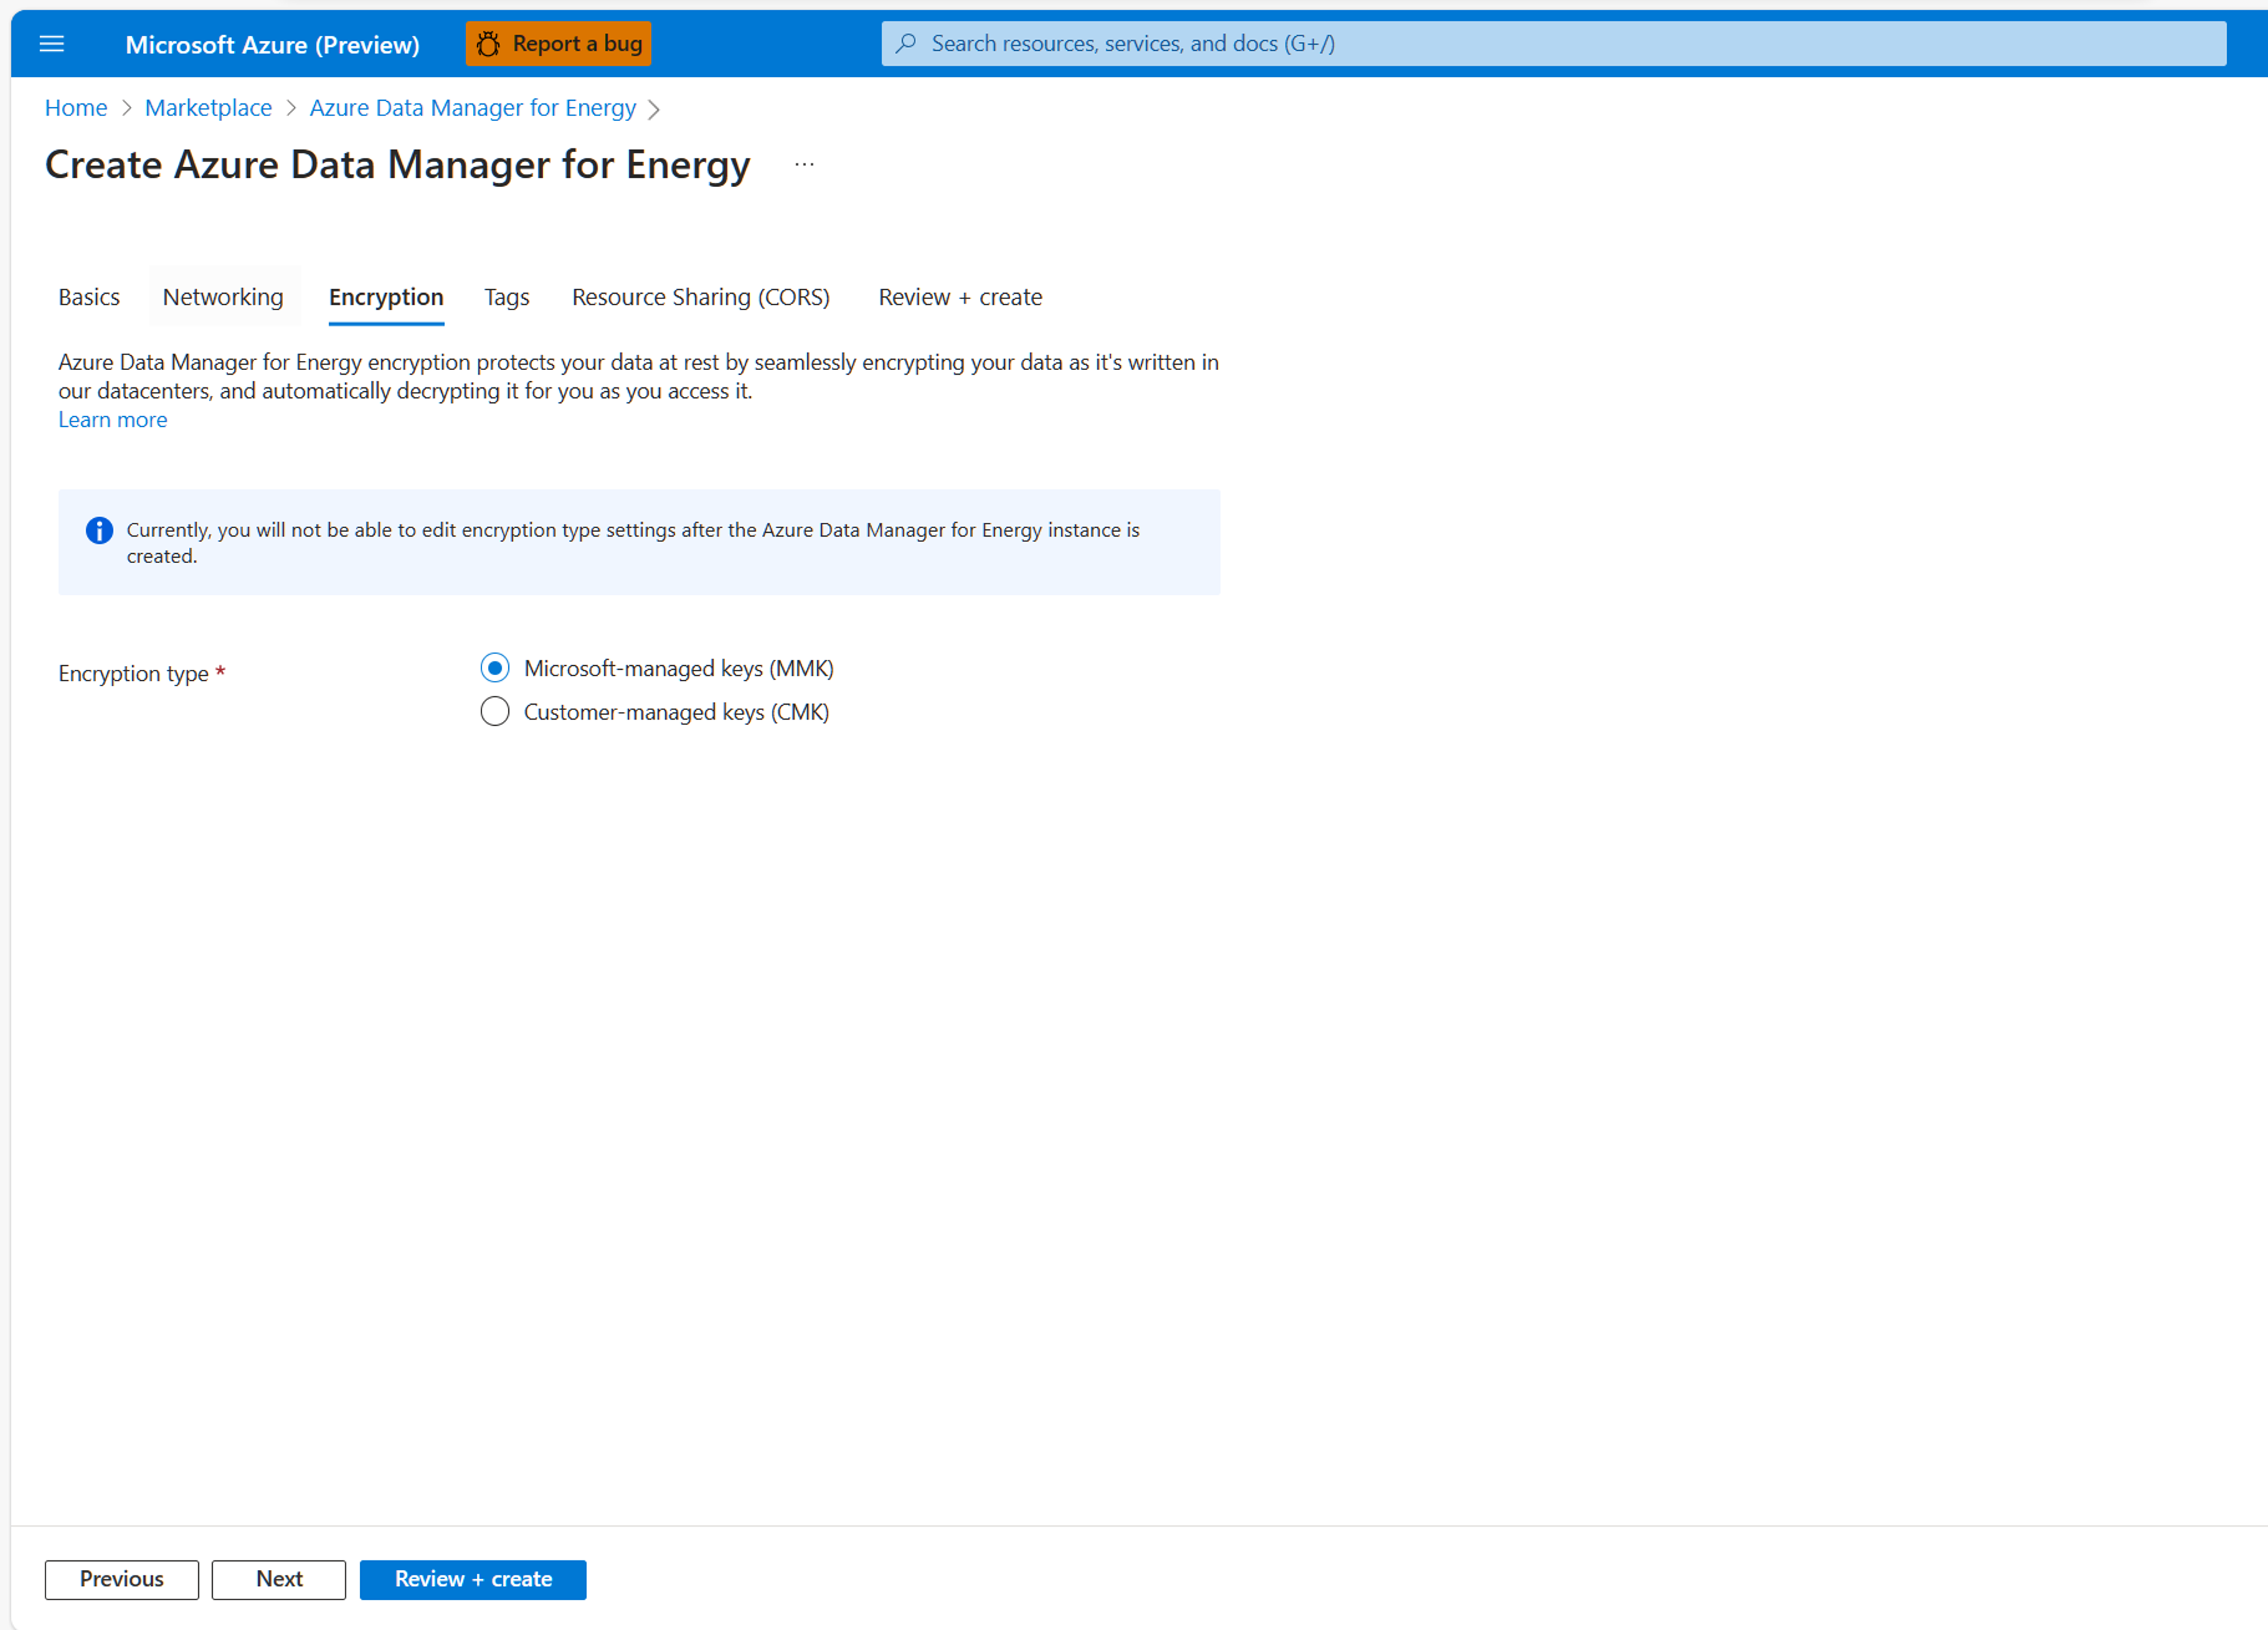 Microsoft Azure (Preview)
Report a bug
Search resources, services, and docs (G+/)
Home > Marketplace > Azure Data Manager for Energy >
Create Azure Data Manager for Energy ...
Basics Networking Encryption Tags Resource Sharing (CORS) Review + create
Azure Data Manager for Energy encryption protects your data at rest by seamlessly encrypting your data as it's written in
our datacenters, and automatically decrypting it for you as you access it.
Learn more
Currently, you will not be able to edit encryption type settings after the Azure Data Manager for Energy instance is
created.
Encryption type *
Microsoft-managed keys (MMK)
Customer-managed keys (CMK)
Previous
Next
Review + create